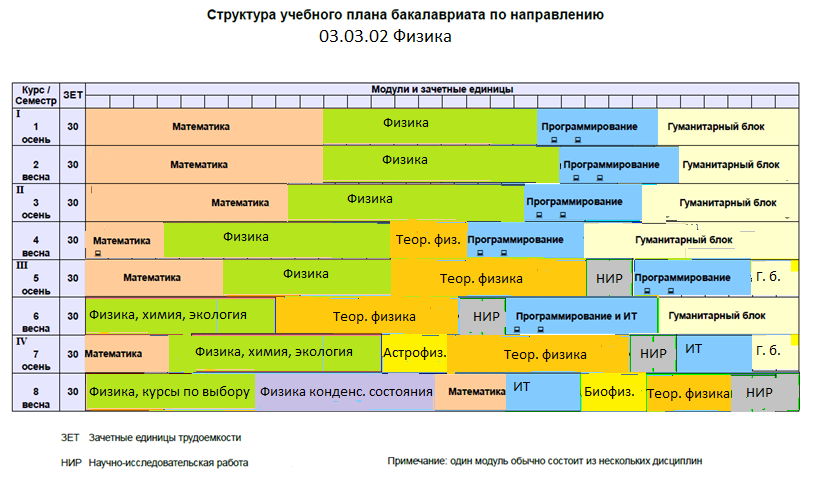 Структура учебного плана бакалавриата по направлению
03.03.02 Физика
Курс / Семестр ЗЕТ Модули и зачетные единицы
I 1 осень 30 Математика Физика Программирование Гуманитарный блок
2 весна 30 Математика Физика Программирование Гуманитарный блок
II 3 осень 30 Математика Физика Программирование Гуманитарный блок
4 весна 30 Математика Физика Теор. физ. Программирование Гуманитарный блок
III 5 осень 30 Математика Физика Теор. физика НИР Программирование Г. б.
6 весна 30 Физика, химия, экология Теор. физика НИР Программирование и ИТ Гуманитарный блок
IV 7 осень 30 Математика Физика, химия, экология Астрофиз. Теор. физика НИР ИТ Г. б.
8 весна 30 Физика, курсы по выбору Физика конденс. состояния Математика ИТ Биофиз. Теор. физика НИР
ЗЕТ Зачетные единицы трудоемкости
НИР Научно-исследовательская работа
Примечание: один модуль обычно состоит из нескольких дисциплин